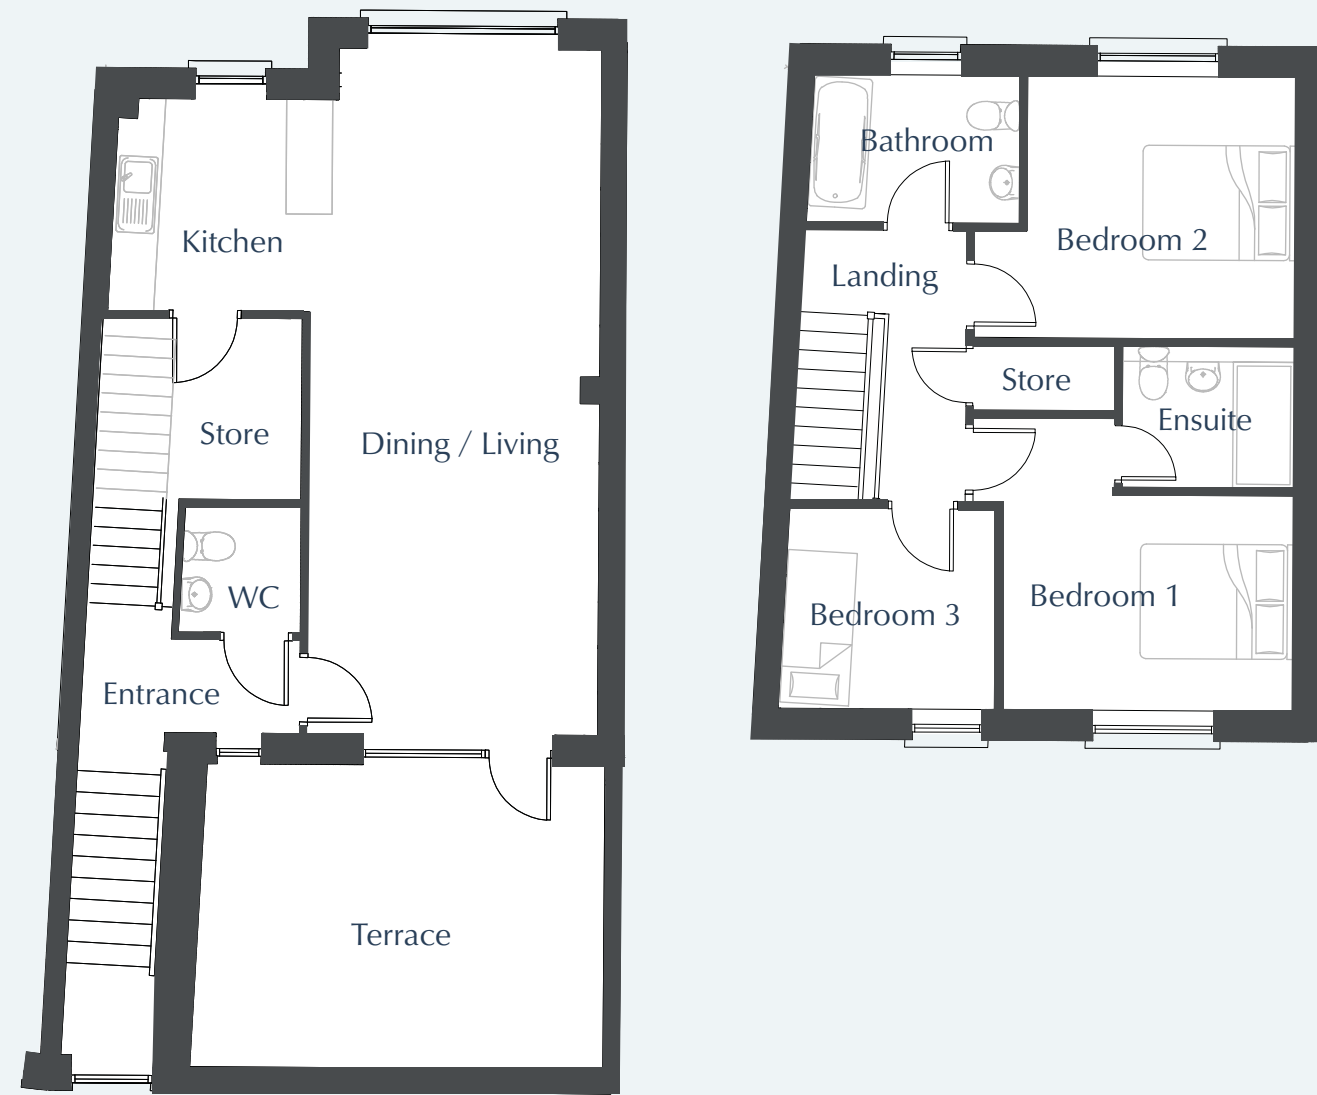 Kitchen
Store
Dining / Living
WC
Entrance
Terrace
Bathroom
Bedroom 2
Landing
Store
Ensuite
Bedroom 1
Bedroom 3